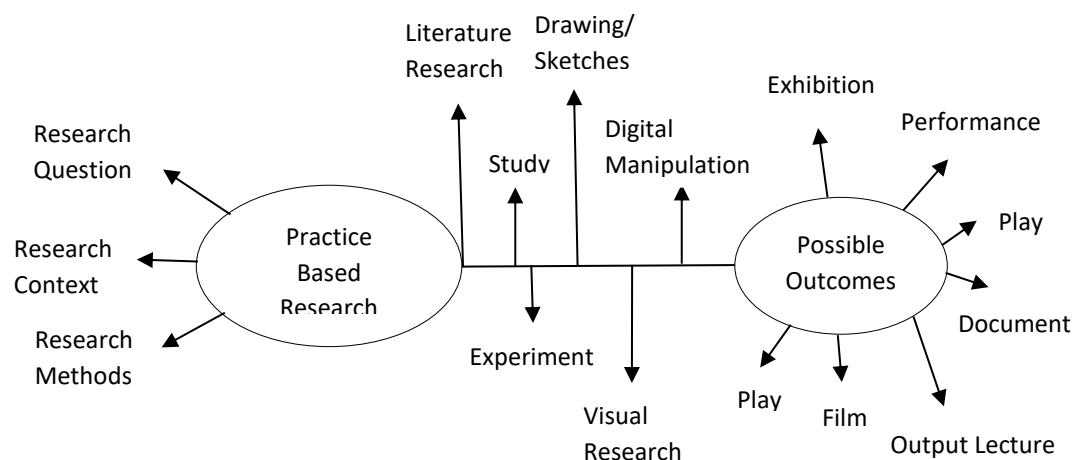 Literature
Research
Drawing/
Sketches
Exhibition
Performance
Digital
Manipulation
Research
Question
Study
Play
Practice
Based
Research
Possible
Outcomes
Research
Context
Document
Research
Methods
Experiment
Play
Film
Visual
Research
Output Lecture